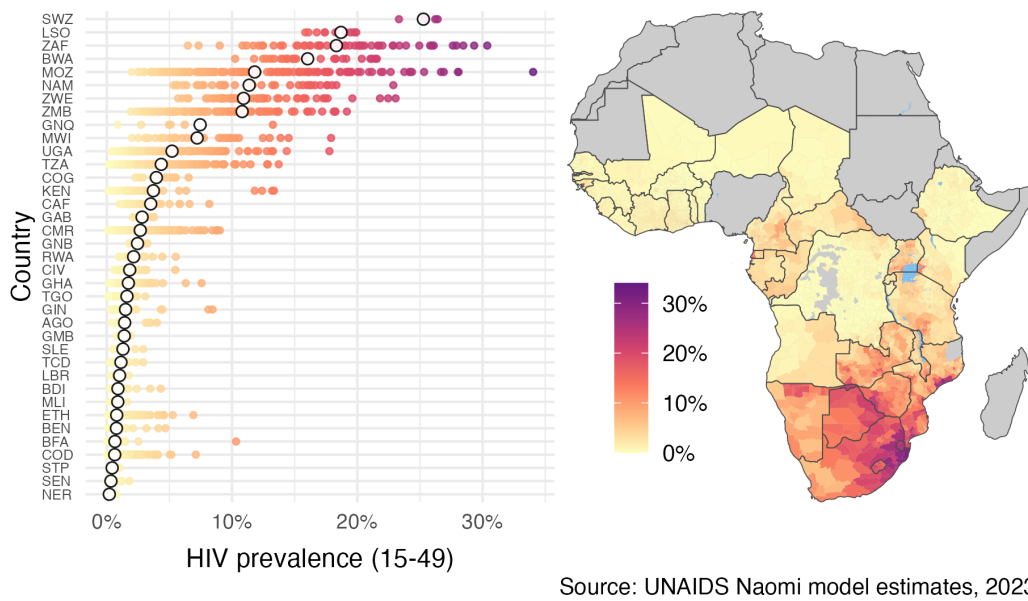 SWZ
LSO
ZAF
BWA
MOZ
NAM
ZWE
ZMB
GNQ
MWI
UGA
TZA
COG
KEN
CAF
GAB
CMR
GNB
RWA
CIV
GHA
TGO
GIN
AGO
GMB
SLE
TCD
LBR
BDI
MLI
ETH
BEN
BFA
COD
STP
SEN
NER
Country
0% 10% 20% 30%
HIV prevalence (15-49)
30%
20%
10%
0%
Source: UNAIDS Naomi model estimates, 2023